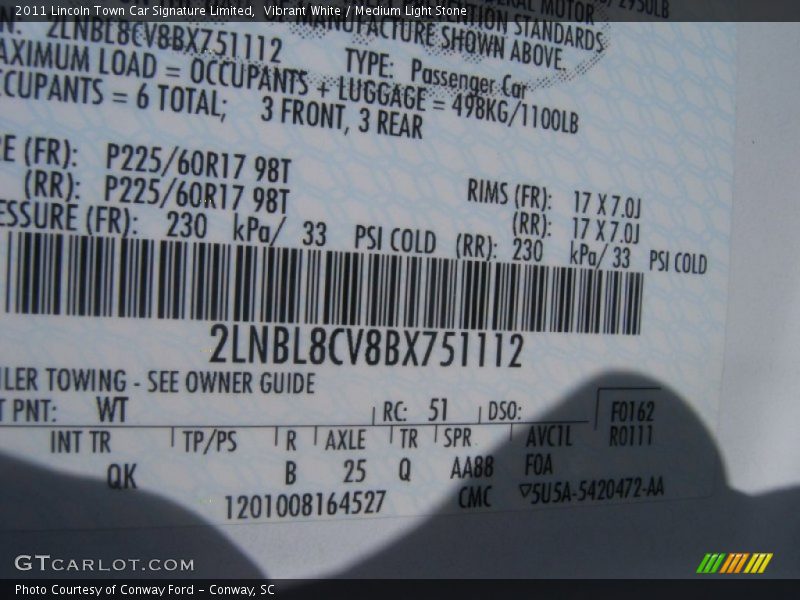 2011 Lincoln Town Car Signature Limited, Vibrant White / Medium Light Stone
MOTOR
STANDARDS
MANUFACTURE SHOWN ABOVE.
2LNBL8CV8BX751112
TYPE: Passenger Car
AXIMUM LOAD = OCCUPANTS + LUGGAGE = 498KG/1100LB
CCUPANTS = 6 TOTAL; 3 FRONT, 3 REAR
RE (FR): P225/60R17 98T
RIMS (FR): 17 X 7.0J
(RR): P225/60R17 98T
(RR): 17 X 7.0J
ESSURE (FR): 230 kPa/ 33 PSI COLD (RR): 230 kPa/ 33 PSI COLD
2LNBL8CV8BX751112
ILER TOWING - SEE OWNER GUIDE
T PNT: WT RC: 51 DSO: F0162
INT TR TP/PS R AXLE TR SPR AVC1L R0111
QK B 25 Q AA88 FOA
1201008164527 CMC ▽5U5A-5420472-AA
GTCARLOT.COM
Photo Courtesy of Conway Ford - Conway, SC